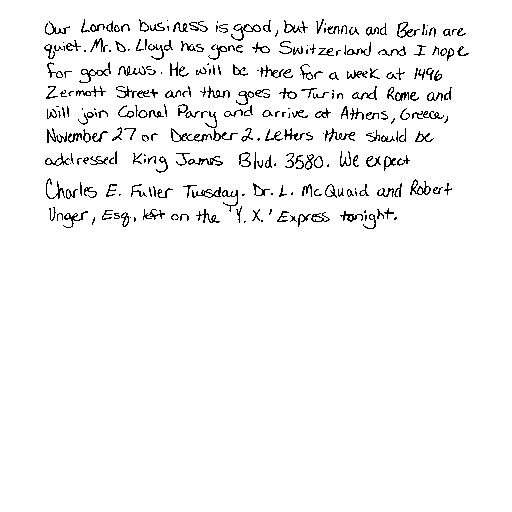 Our London business is good, but Vienna and Berlin are
quiet. Mr. D. Lloyd has gone to Switzerland and I hope
for good news. He will be there for a week at 1496
Zermott Street and then goes to Turin and Rome and
will join Colonel Parry and arrive at Athens, Greece,
November 27 or December 2. Letters there should be
addressed King James Blvd. 3580. We expect
Charles E. Fuller Tuesday. Dr. L. McQuaid and Robert
Unger, Esq., left on the 'Y. X.' Express tonight.